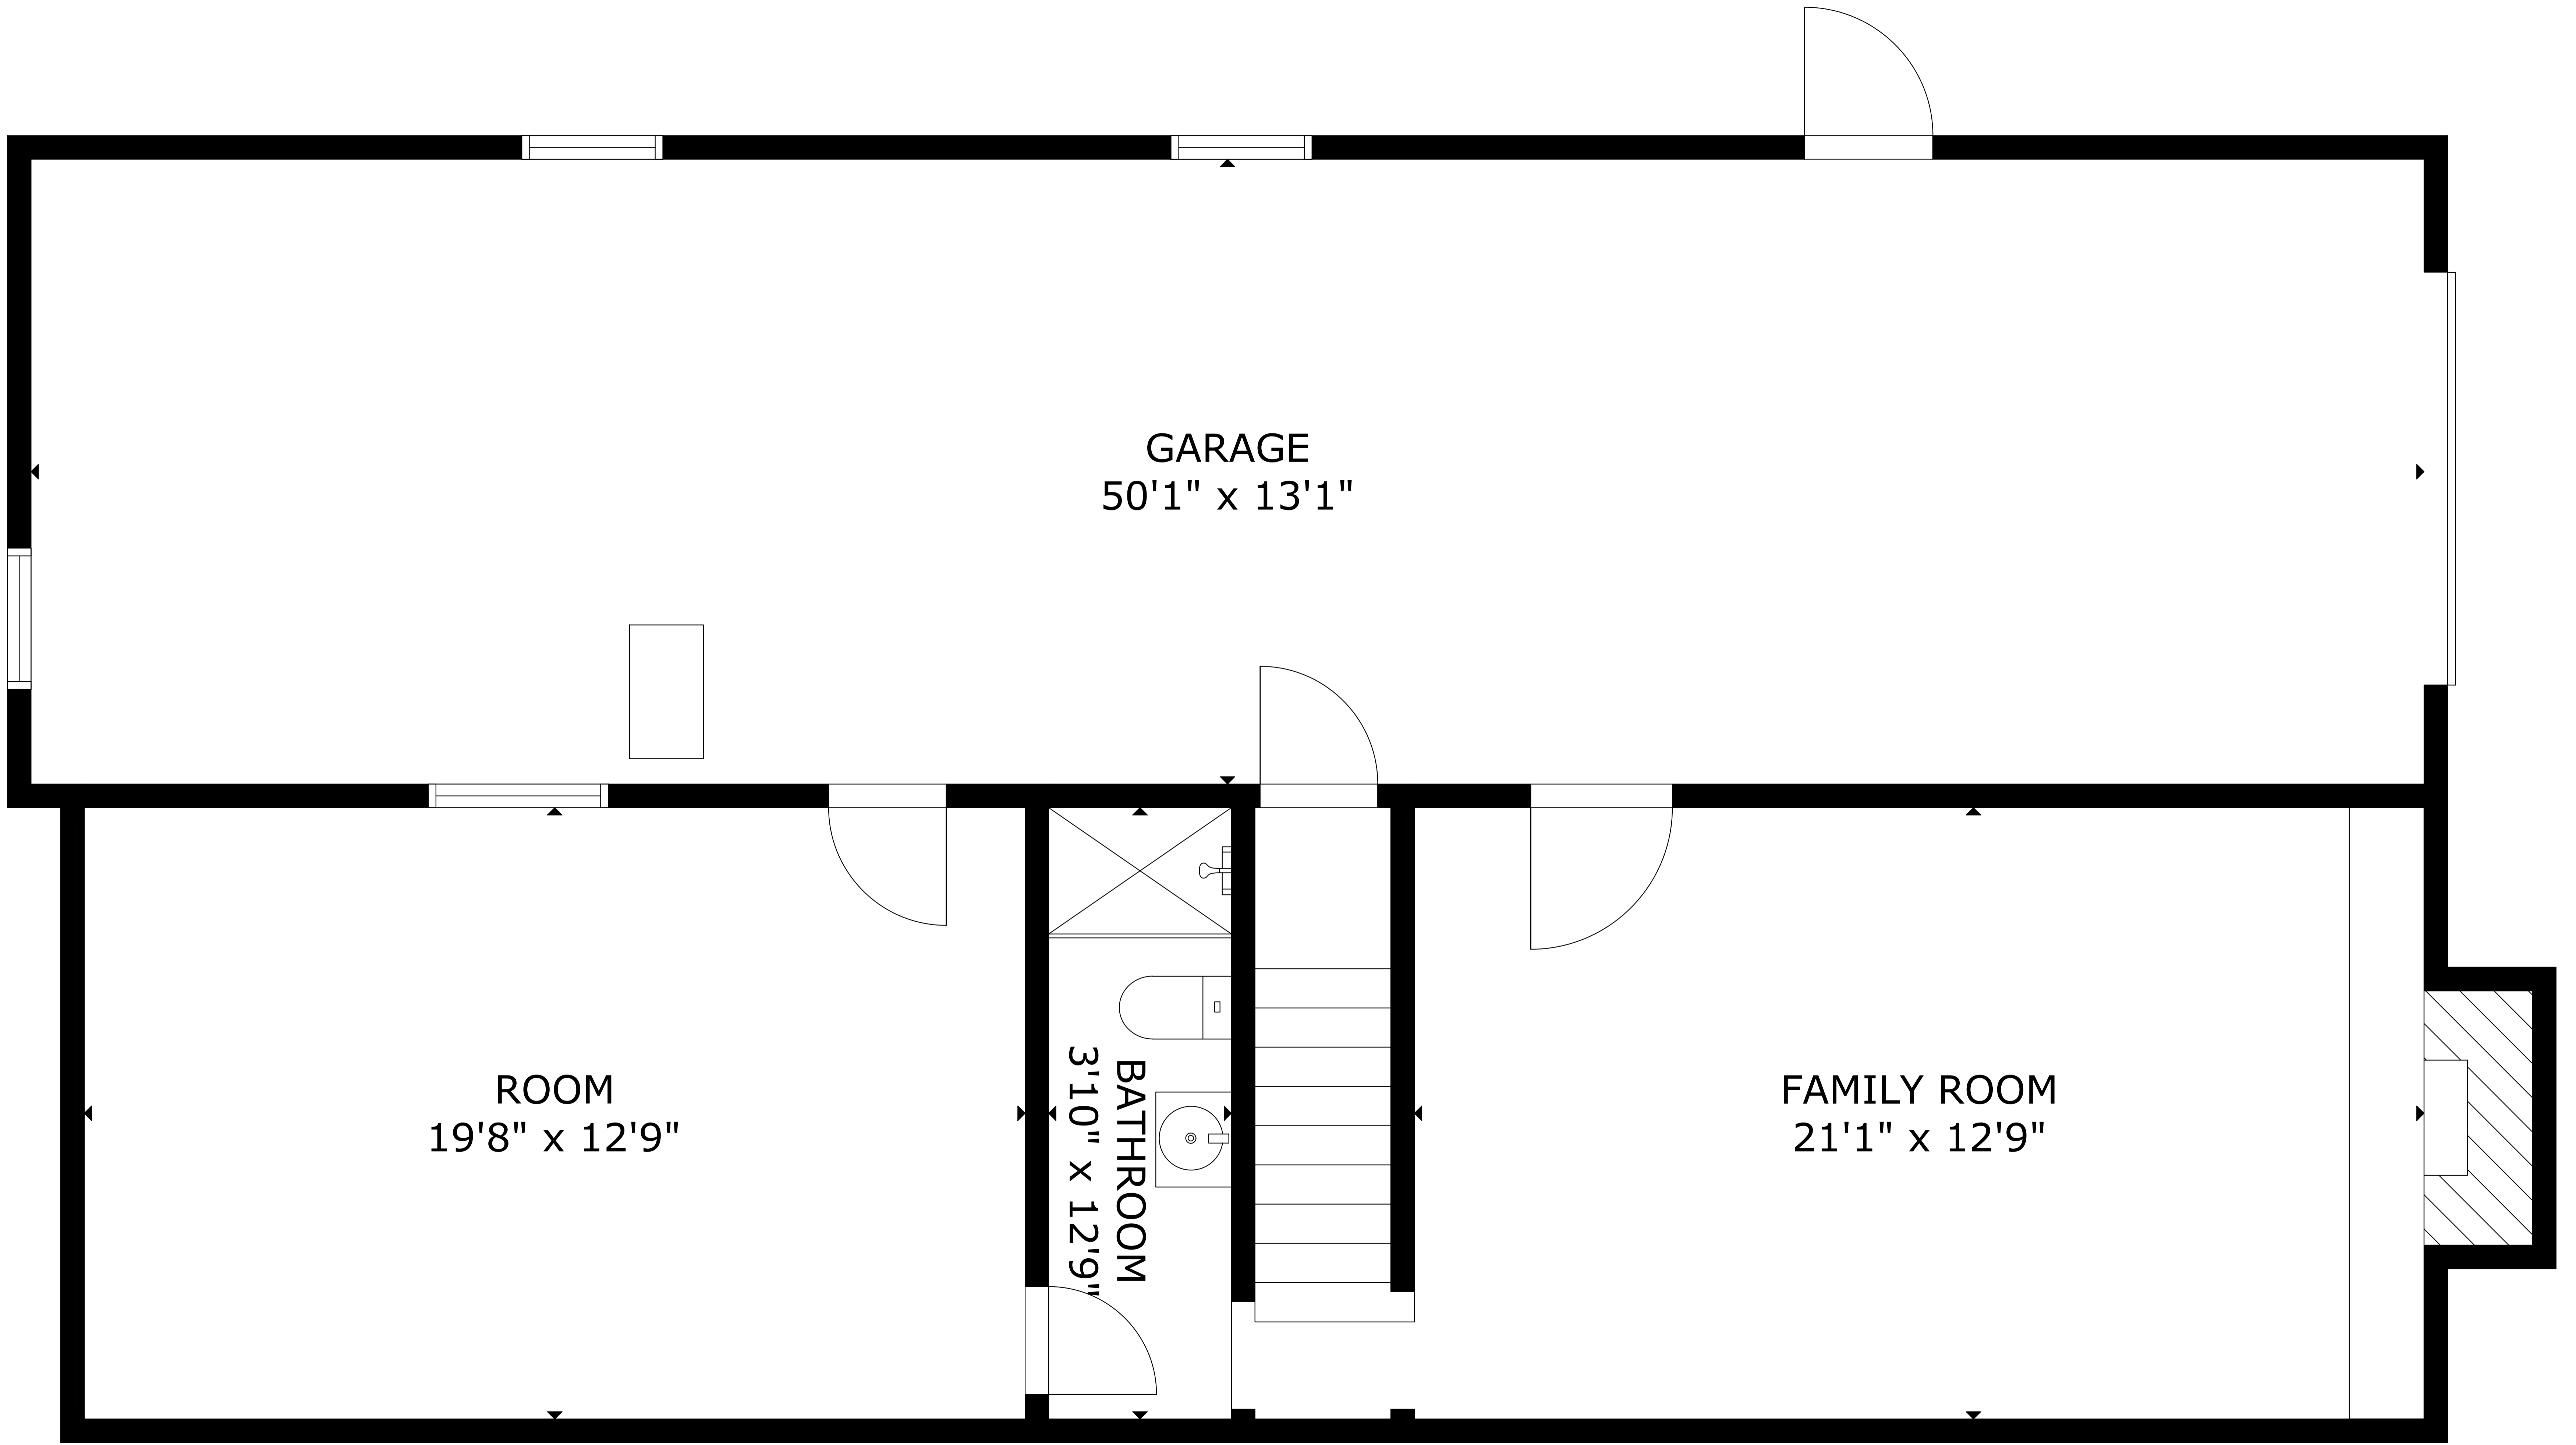 GARAGE
50'1" x 13'1"
ROOM
19'8" x 12'9"
BATHROOM
3'10" x 12'9"
FAMILY ROOM
21'1" x 12'9"